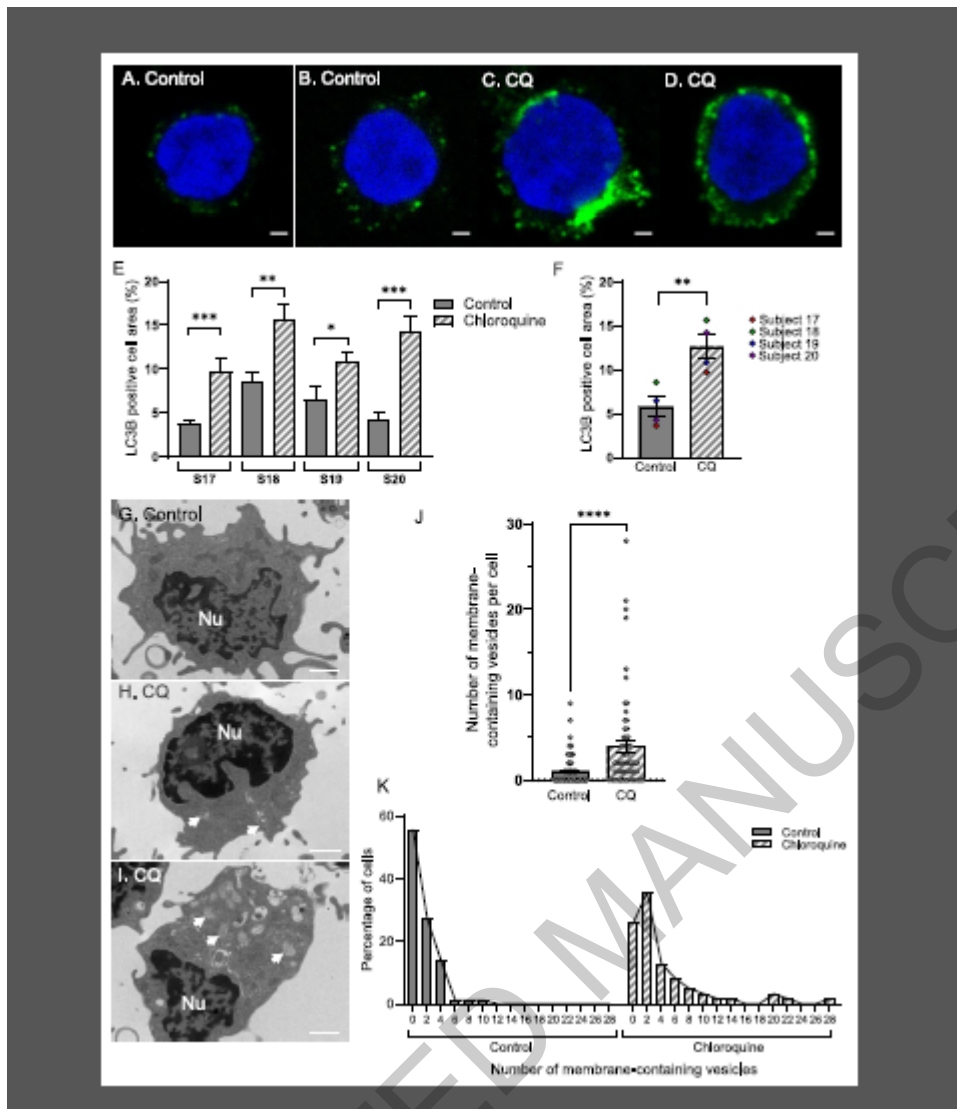 A. Control
B. Control
C. CQ
D. CQ
E
LC3B positive cell area (%)
20
15
10
5
0
***
**
*
***
Control
Chloroquine
S17
S18
S19
S20
F
LC3B positive cell area (%)
20
15
10
5
0
**
Subject 17
Subject 18
Subject 19
Subject 20
Control
CQ
G. Control
Nu
H. CQ
Nu
I. CQ
Nu
J
Number of membrane-
containing vesicles per cell
30
20
10
0
****
Control
CQ
K
Percentage of cells
60
40
20
0
Control
Chloroquine
0 2 4 6 8 10 12 14 16 18 20 22 24 26 28
0 2 4 6 8 10 12 14 16 18 20 22 24 26 28
Control
Chloroquine
Number of membrane-containing vesicles
MANUSC